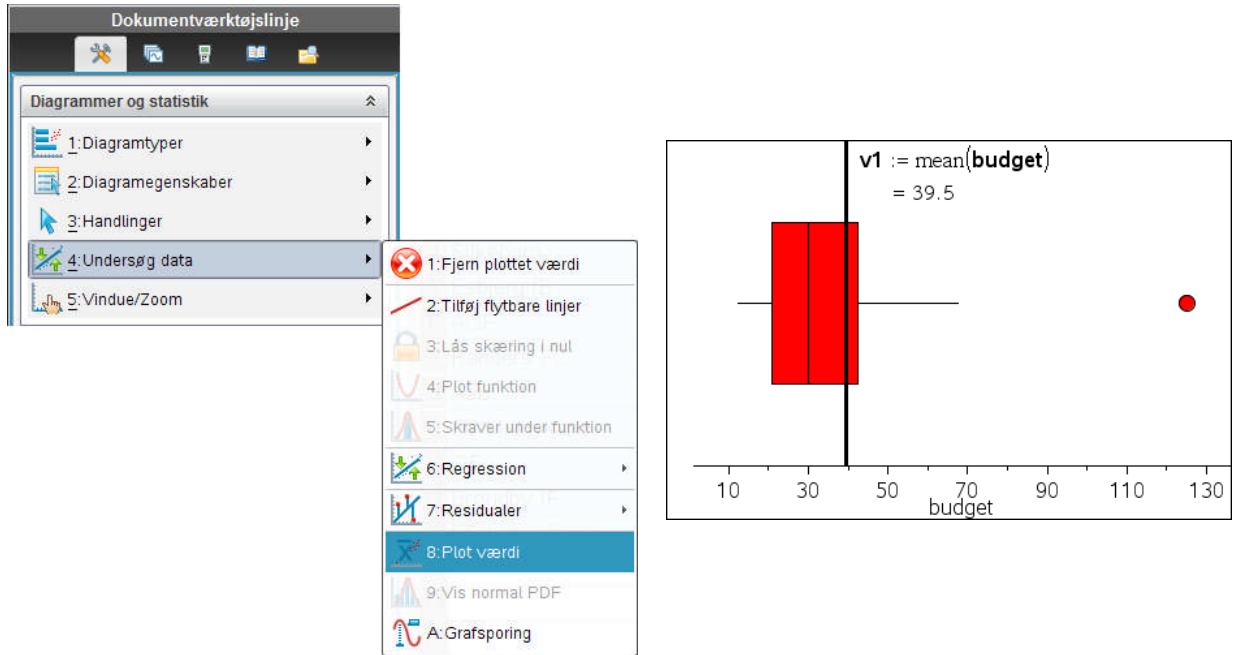 Dokumentværktøjslinje
Diagrammer og statistik
1:Diagramtyper
2:Diagramegenskaber
3:Handlinger
4:Undersøg data
5:Vindue/Zoom
1:Fjern plottet værdi
2:Tilføj flytbare linjer
3:Lås skæring i nul
4:Plot funktion
5:Skraver under funktion
6:Regression
7:Residualer
8:Plot værdi
9:Vis normal PDF
A:Grafsporing
v1 := mean(budget)
= 39.5
10 30 50 70 90 110 130
budget